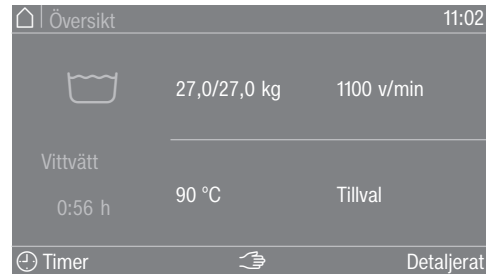 Översikt 11:02
27,0/27,0 kg 1100 v/min
Vittvätt
0:56 h
90 °C Tillval
Timer Detaljerat